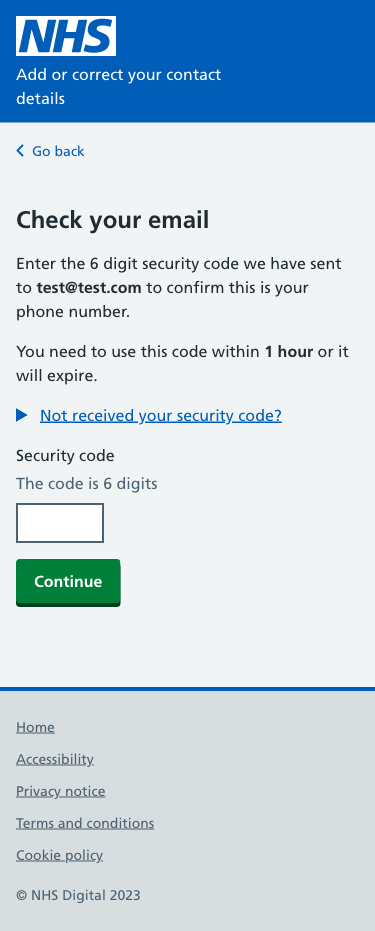 NHS
Add or correct your contact
details
Go back
Check your email
Enter the 6 digit security code we have sent
to test@test.com to confirm this is your
phone number.
You need to use this code within 1 hour or it
will expire.
Not received your security code?
Security code
The code is 6 digits
Continue
Home
Accessibility
Privacy notice
Terms and conditions
Cookie policy
© NHS Digital 2023